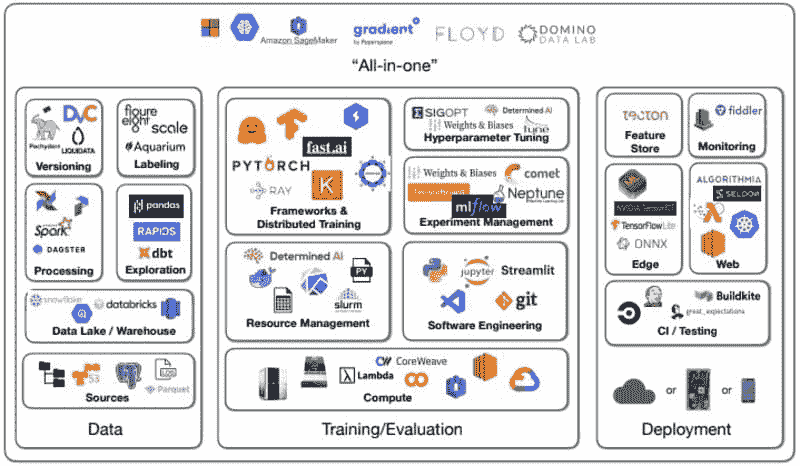 Amazon SageMaker
gradient
by Paperspace
FLOYD
DOMINO
DATA LAB
“All-in-one”
DVC
Pachyderm
LIQUIDATA
Versioning
figure
eight
scale
Aquarium
Labeling
Spark
DAGSTER
Processing
pandas
RAPIDS
dbt
Exploration
snowflake
databricks
Data Lake / Warehouse
S3
LOG
Parquet
Sources
Data
fast.ai
PYTORCH
RAY
K
Frameworks &
Distributed Training
SIGOPT
Determined AI
Weights & Biases
tune
Hyperparameter Tuning
Weights & Biases
comet
Neptune
mlflow
Experiment Management
Determined AI
PY
slurm
Resource Management
jupyter
Streamlit
git
Software Engineering
CoreWeave
Lambda
Compute
Training/Evaluation
TECTON
Feature
Store
fiddler
Monitoring
NVIDIA TensorRT
TensorFlowLite
ONNX
Edge
ALGORITHMIA
SELDON
Web
Buildkite
great_expectations
CI / Testing
or
or
Deployment